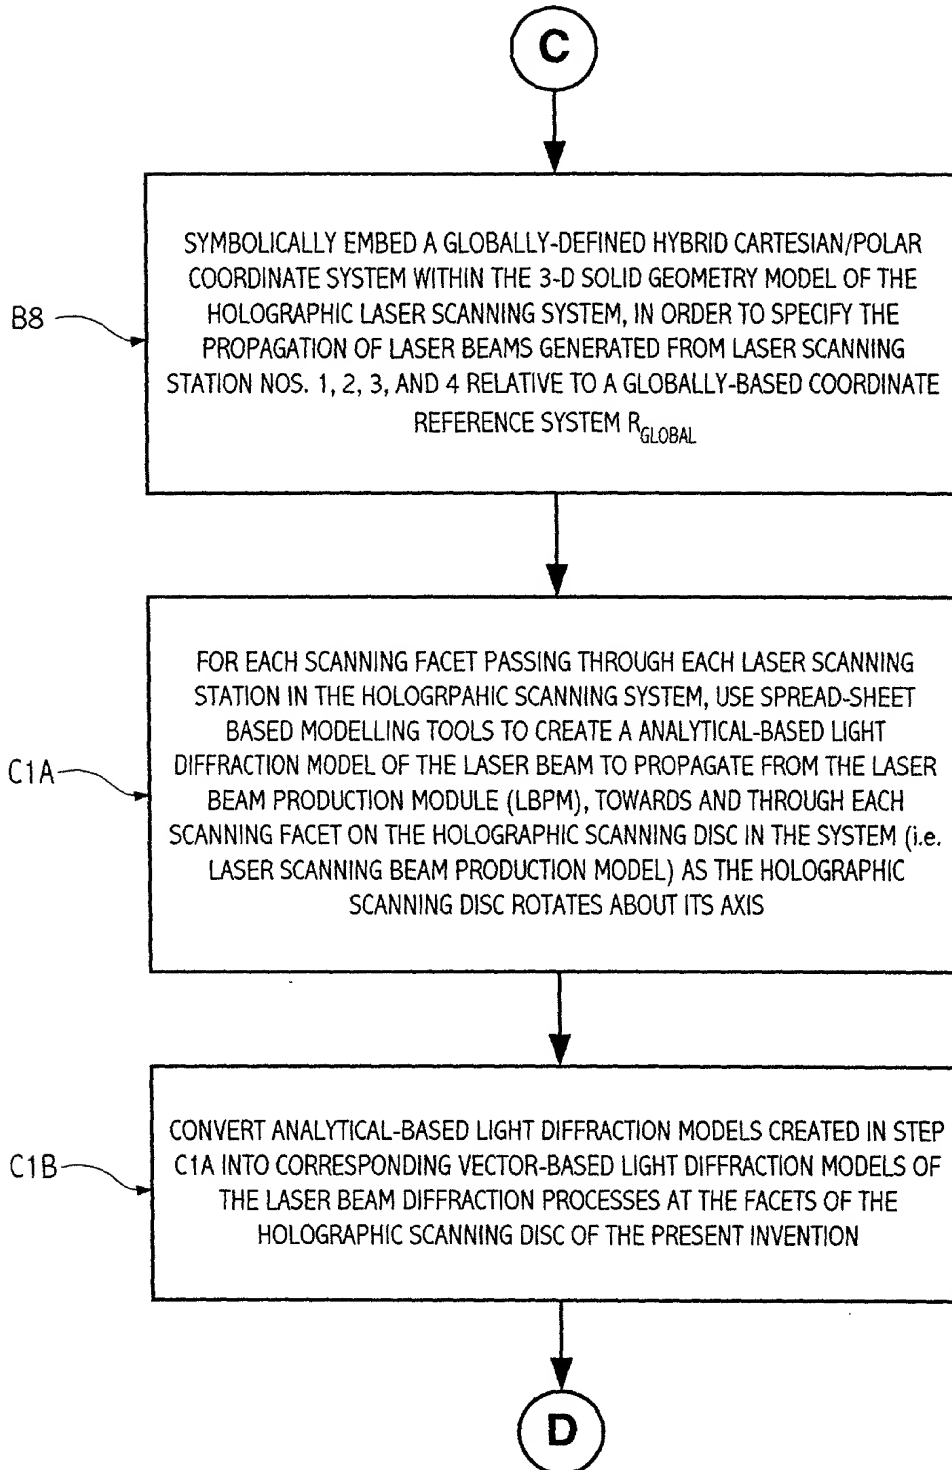 C
B8
SYMBOLICALLY EMBED A GLOBALLY-DEFINED HYBRID CARTESIAN/POLAR
COORDINATE SYSTEM WITHIN THE 3-D SOLID GEOMETRY MODEL OF THE
HOLOGRAPHIC LASER SCANNING SYSTEM, IN ORDER TO SPECIFY THE
PROPAGATION OF LASER BEAMS GENERATED FROM LASER SCANNING
STATION NOS. 1, 2, 3, AND 4 RELATIVE TO A GLOBALLY-BASED COORDINATE
REFERENCE SYSTEM RGLOBAL
C1A
FOR EACH SCANNING FACET PASSING THROUGH EACH LASER SCANNING
STATION IN THE HOLOGRPAHIC SCANNING SYSTEM, USE SPREAD-SHEET
BASED MODELLING TOOLS TO CREATE A ANALYTICAL-BASED LIGHT
DIFFRACTION MODEL OF THE LASER BEAM TO PROPAGATE FROM THE LASER
BEAM PRODUCTION MODULE (LBPM), TOWARDS AND THROUGH EACH
SCANNING FACET ON THE HOLOGRAPHIC SCANNING DISC IN THE SYSTEM (i.e.
LASER SCANNING BEAM PRODUCTION MODEL) AS THE HOLOGRAPHIC
SCANNING DISC ROTATES ABOUT ITS AXIS
C1B
CONVERT ANALYTICAL-BASED LIGHT DIFFRACTION MODELS CREATED IN STEP
C1A INTO CORRESPONDING VECTOR-BASED LIGHT DIFFRACTION MODELS OF
THE LASER BEAM DIFFRACTION PROCESSES AT THE FACETS OF THE
HOLOGRAPHIC SCANNING DISC OF THE PRESENT INVENTION
D